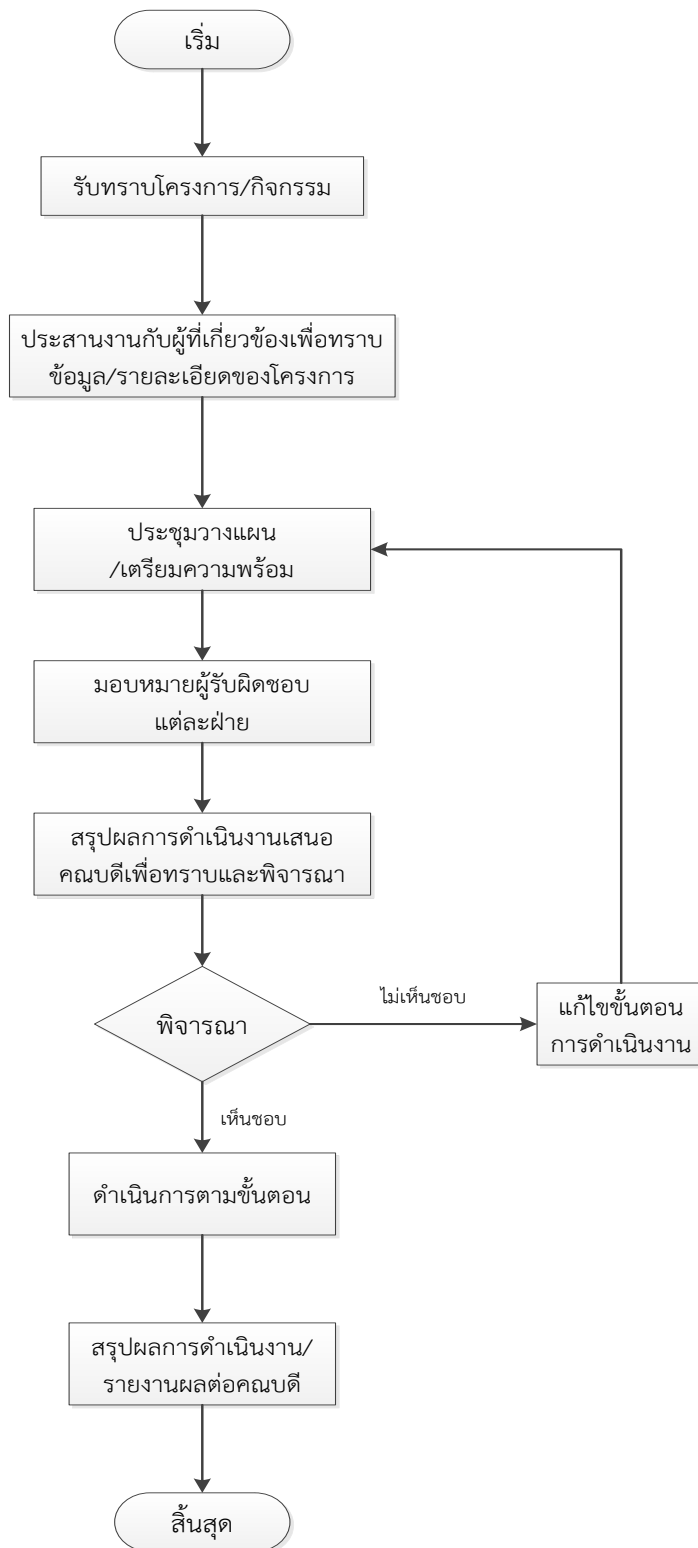 เริ่ม
รับทราบโครงการ/กิจกรรม
ประสานงานกับผู้ที่เกี่ยวข้องเพื่อทราบ
ข้อมูล/รายละเอียดของโครงการ
ประชุมวางแผน
/เตรียมความพร้อม
มอบหมายผู้รับผิดชอบ
แต่ละฝ่าย
สรุปผลการดำเนินงานเสนอ
คณบดีเพื่อทราบและพิจารณา
พิจารณา
ไม่เห็นชอบ
แก้ไขขั้นตอน
การดำเนินงาน
เห็นชอบ
ดำเนินการตามขั้นตอน
สรุปผลการดำเนินงาน/
รายงานผลต่อคณบดี
สิ้นสุด